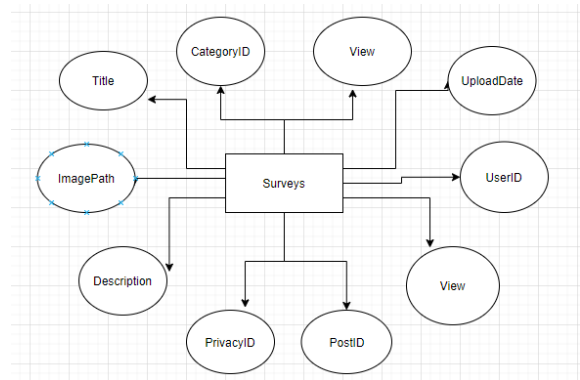 CategoryID
View
Title
UploadDate
ImagePath
Surveys
UserID
Description
View
PrivacyID
PostID